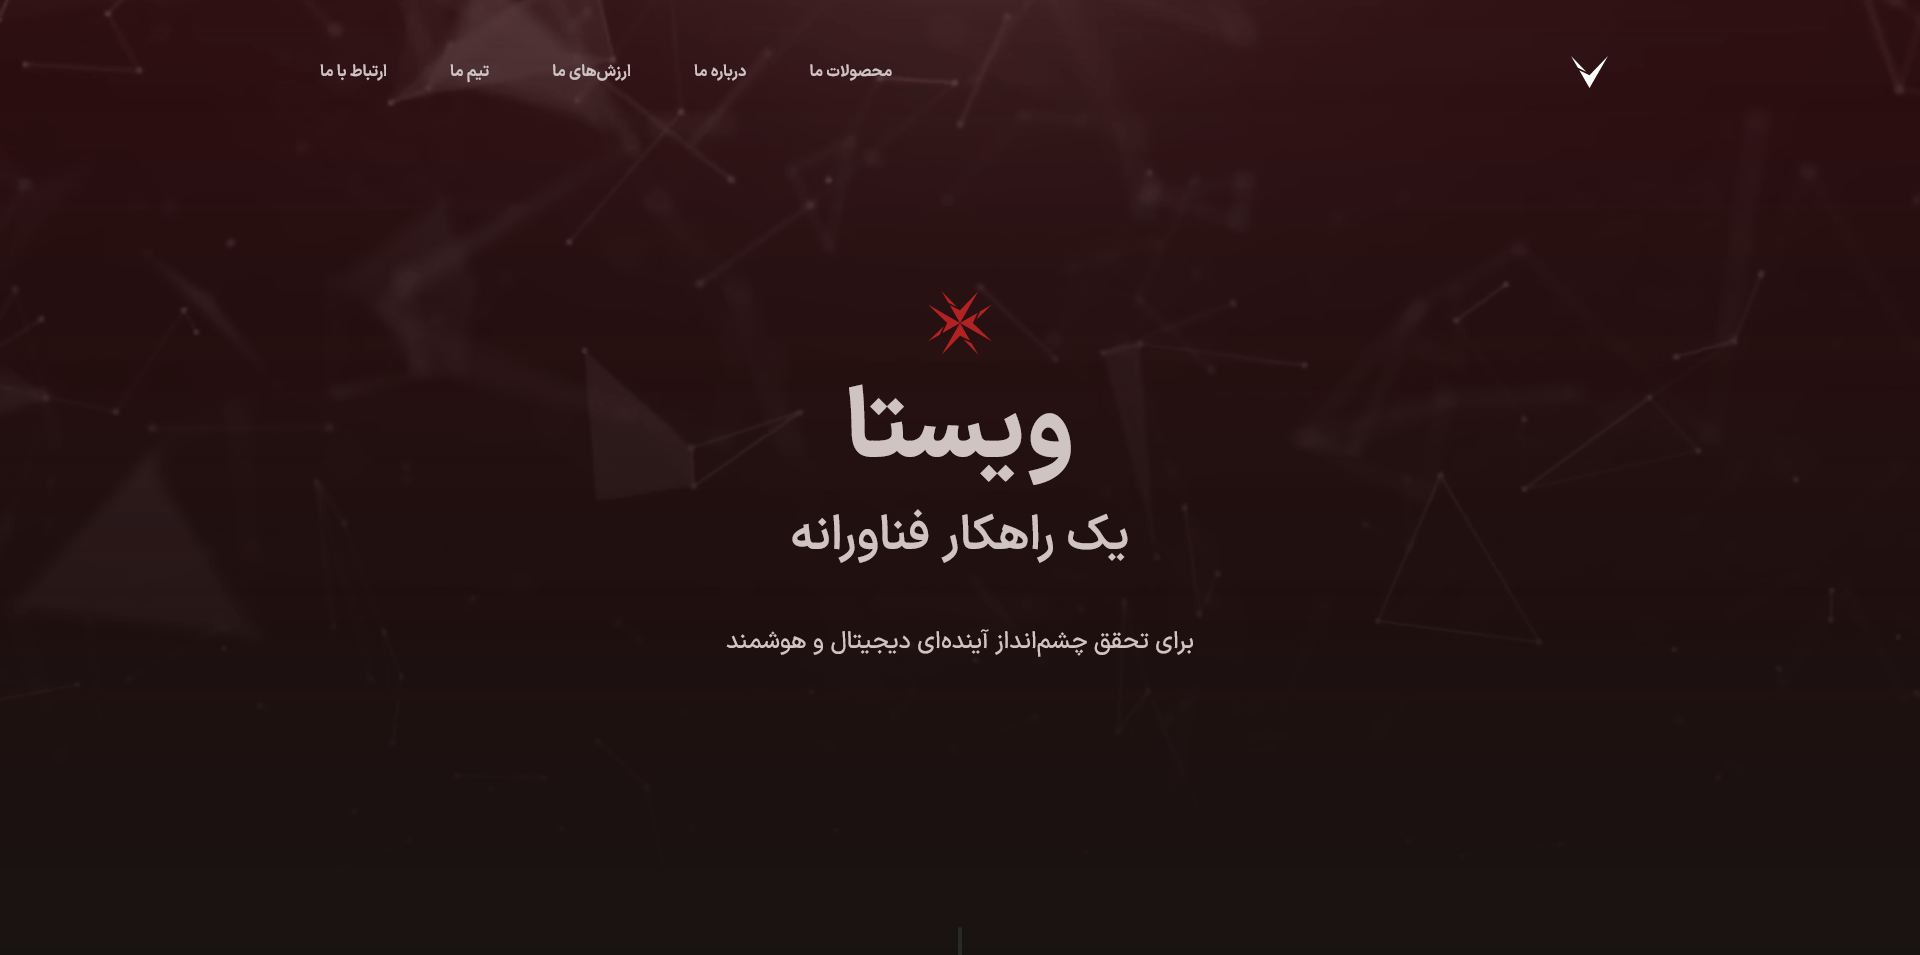 محصولات ما درباره ما ارزش‌های ما تیم ما ارتباط با ما
ویستا
یک راهکار فناورانه
برای تحقق چشم‌انداز آینده‌ای دیجیتال و هوشمند